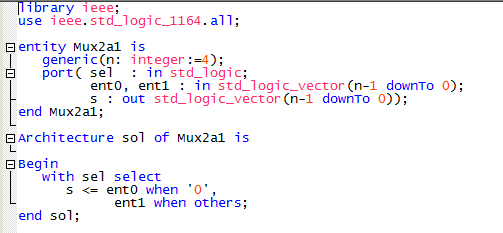 library ieee;
use ieee.std_logic_1164.all;
entity Mux2a1 is
generic(n: integer:=4);
port( sel : in std_logic;
ent0, ent1 : in std_logic_vector(n-1 downTo 0);
s : out std_logic_vector(n-1 downTo 0));
end Mux2a1;
Architecture sol of Mux2a1 is
Begin
with sel select
s <= ent0 when '0',
ent1 when others;
end sol;